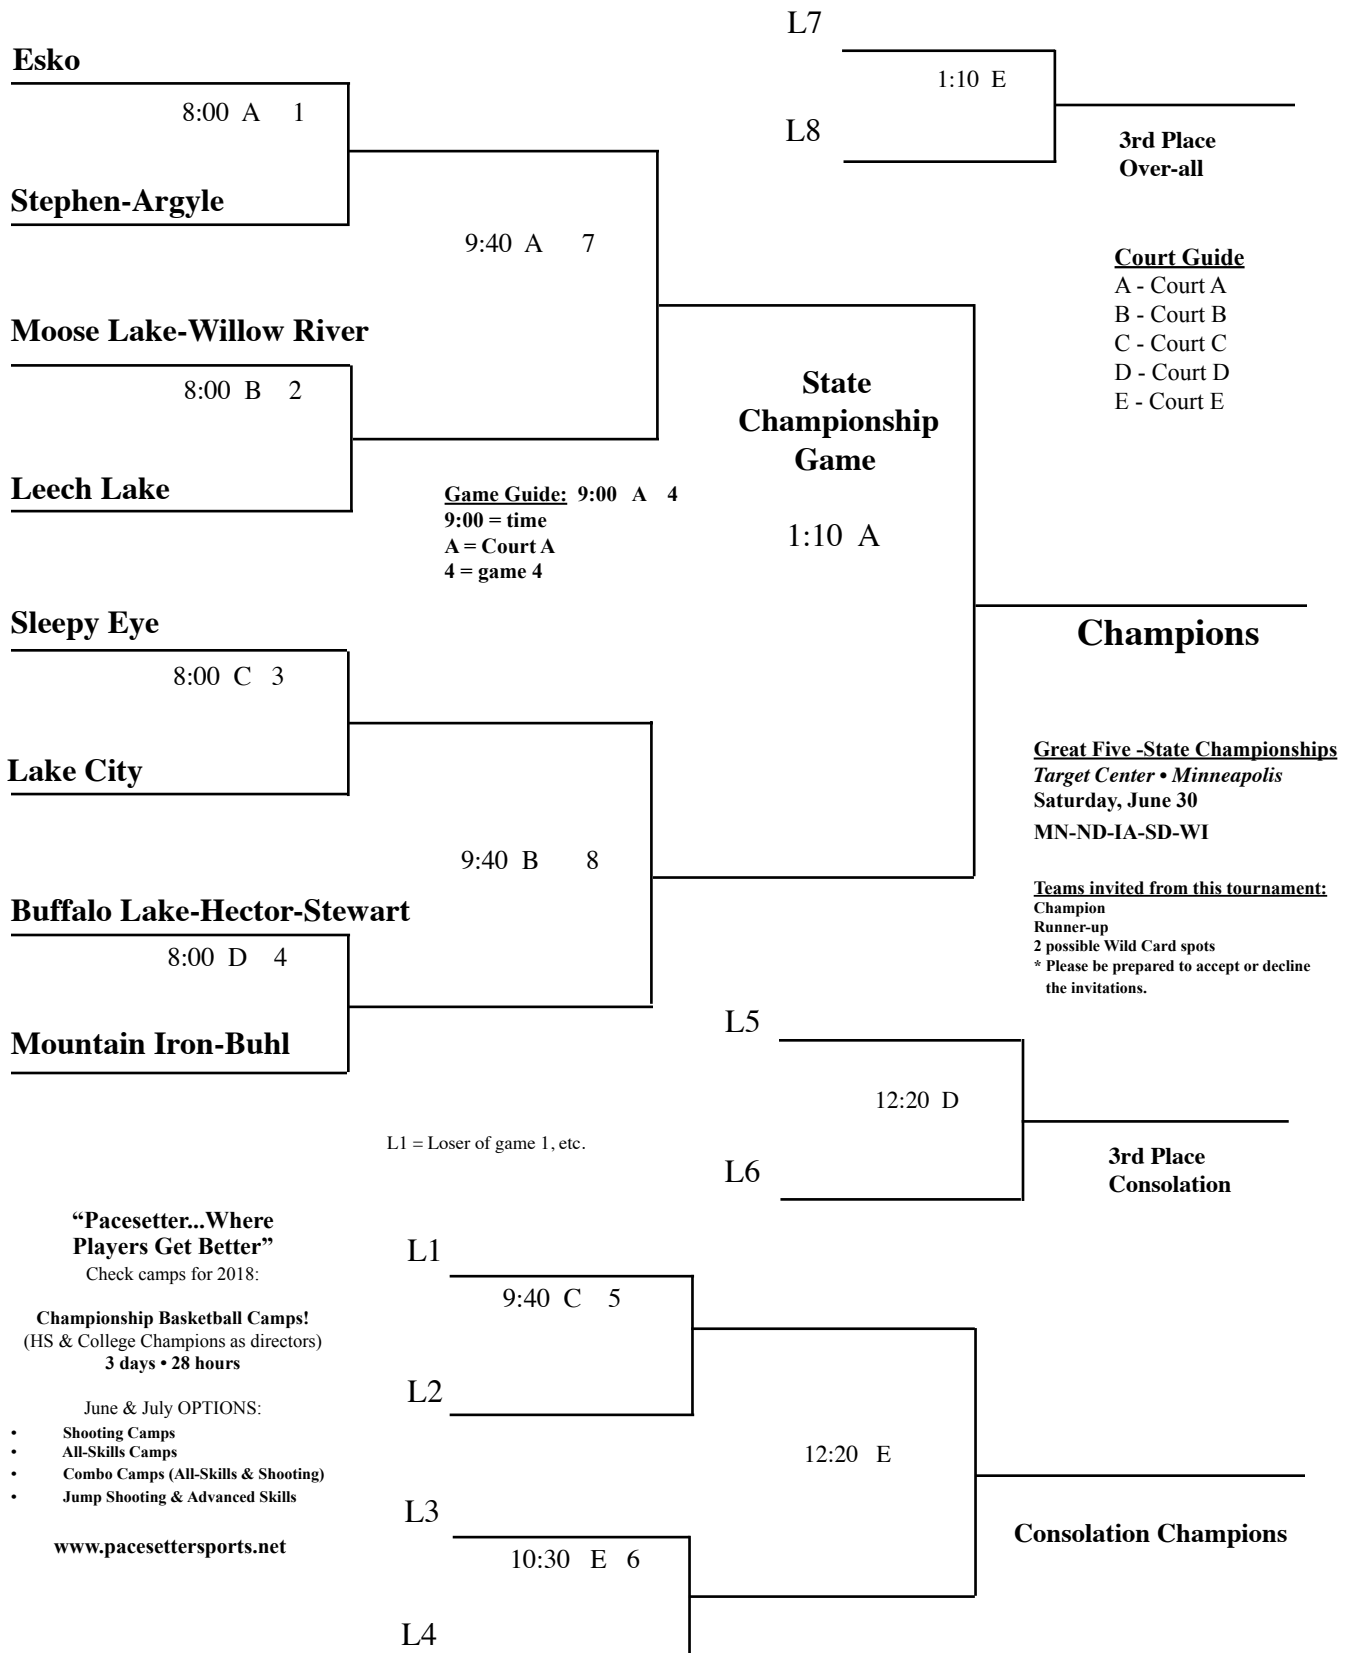 L7
Esko
1:10 E
8:00 A 1
L8
3rd Place
Over-all
Stephen-Argyle
9:40 A 7
Court Guide
A - Court A
B - Court B
C - Court C
D - Court D
E - Court E
Moose Lake-Willow River
8:00 B 2
State
Championship
Game
1:10 A
Leech Lake
Game Guide: 9:00 A 4
9:00 = time
A = Court A
4 = game 4
Sleepy Eye
8:00 C 3
Champions
Lake City
Great Five -State Championships
Target Center • Minneapolis
Saturday, June 30
MN-ND-IA-SD-WI
9:40 B 8
Buffalo Lake-Hector-Stewart
8:00 D 4
Teams invited from this tournament:
Champion
Runner-up
2 possible Wild Card spots
* Please be prepared to accept or decline
the invitations.
Mountain Iron-Buhl
L5
12:20 D
L1 = Loser of game 1, etc.
L6
3rd Place
Consolation
“Pacesetter...Where
Players Get Better”
Check camps for 2018:
Championship Basketball Camps!
(HS & College Champions as directors)
3 days • 28 hours
June & July OPTIONS:
• Shooting Camps
• All-Skills Camps
• Combo Camps (All-Skills & Shooting)
• Jump Shooting & Advanced Skills
www.pacesettersports.net
L1
9:40 C 5
L2
12:20 E
L3
10:30 E 6
Consolation Champions
L4